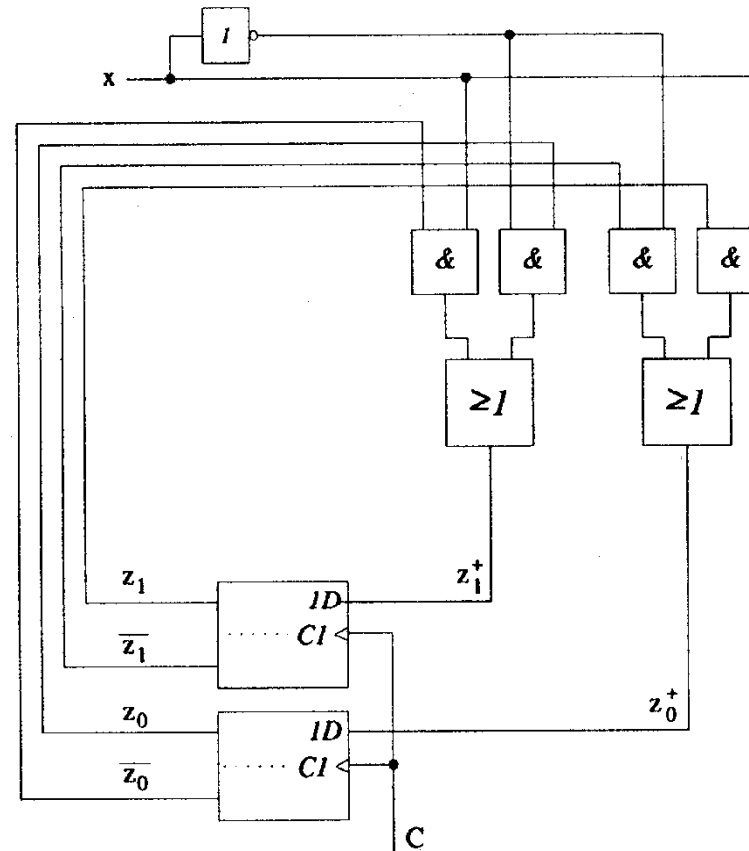 1
x
& & & &
≥1 ≥1
z₁ z₁⁺
1D
z̅₁ C1
z₀ z₀⁺
1D
z̅₀ C1
C